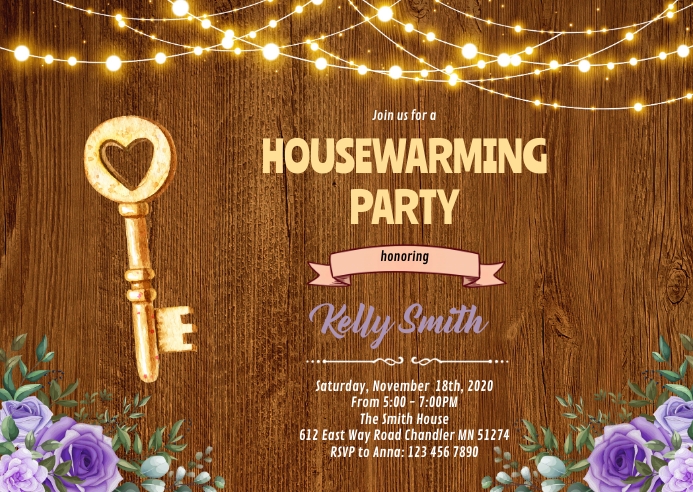 Join us for a
HOUSEWARMING
PARTY
honoring
Kelly Smith
Saturday, November 18th, 2020
From 5:00 - 7:00PM
The Smith House
612 East Way Road Chandler MN 51274
RSVP to Anna: 123 456 7890